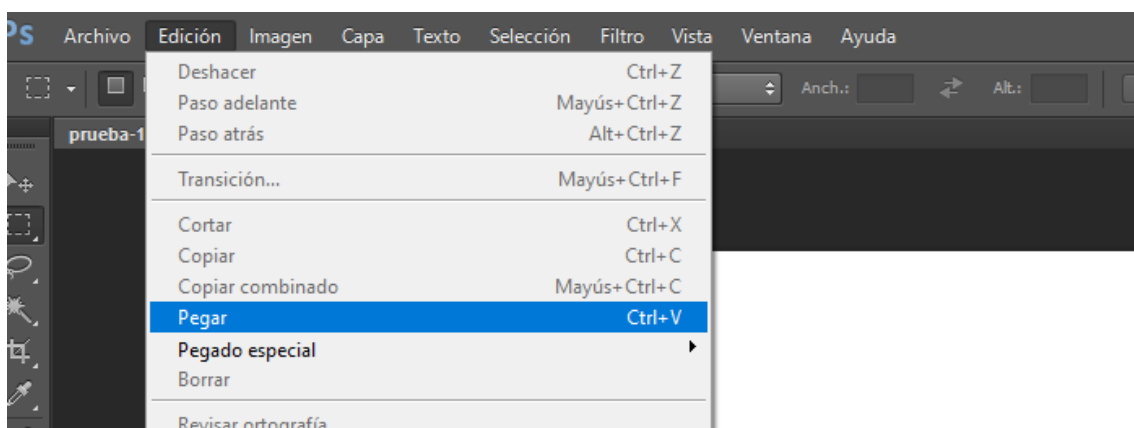 Ps Archivo Edición Imagen Capa Texto Selección Filtro Vista Ventana Ayuda
Anch.: Alt.:
prueba-1
Deshacer Ctrl+Z
Paso adelante Mayús+Ctrl+Z
Paso atrás Alt+Ctrl+Z
Transición... Mayús+Ctrl+F
Cortar Ctrl+X
Copiar Ctrl+C
Copiar combinado Mayús+Ctrl+C
Pegar Ctrl+V
Pegado especial
Borrar
Revisar ortografía